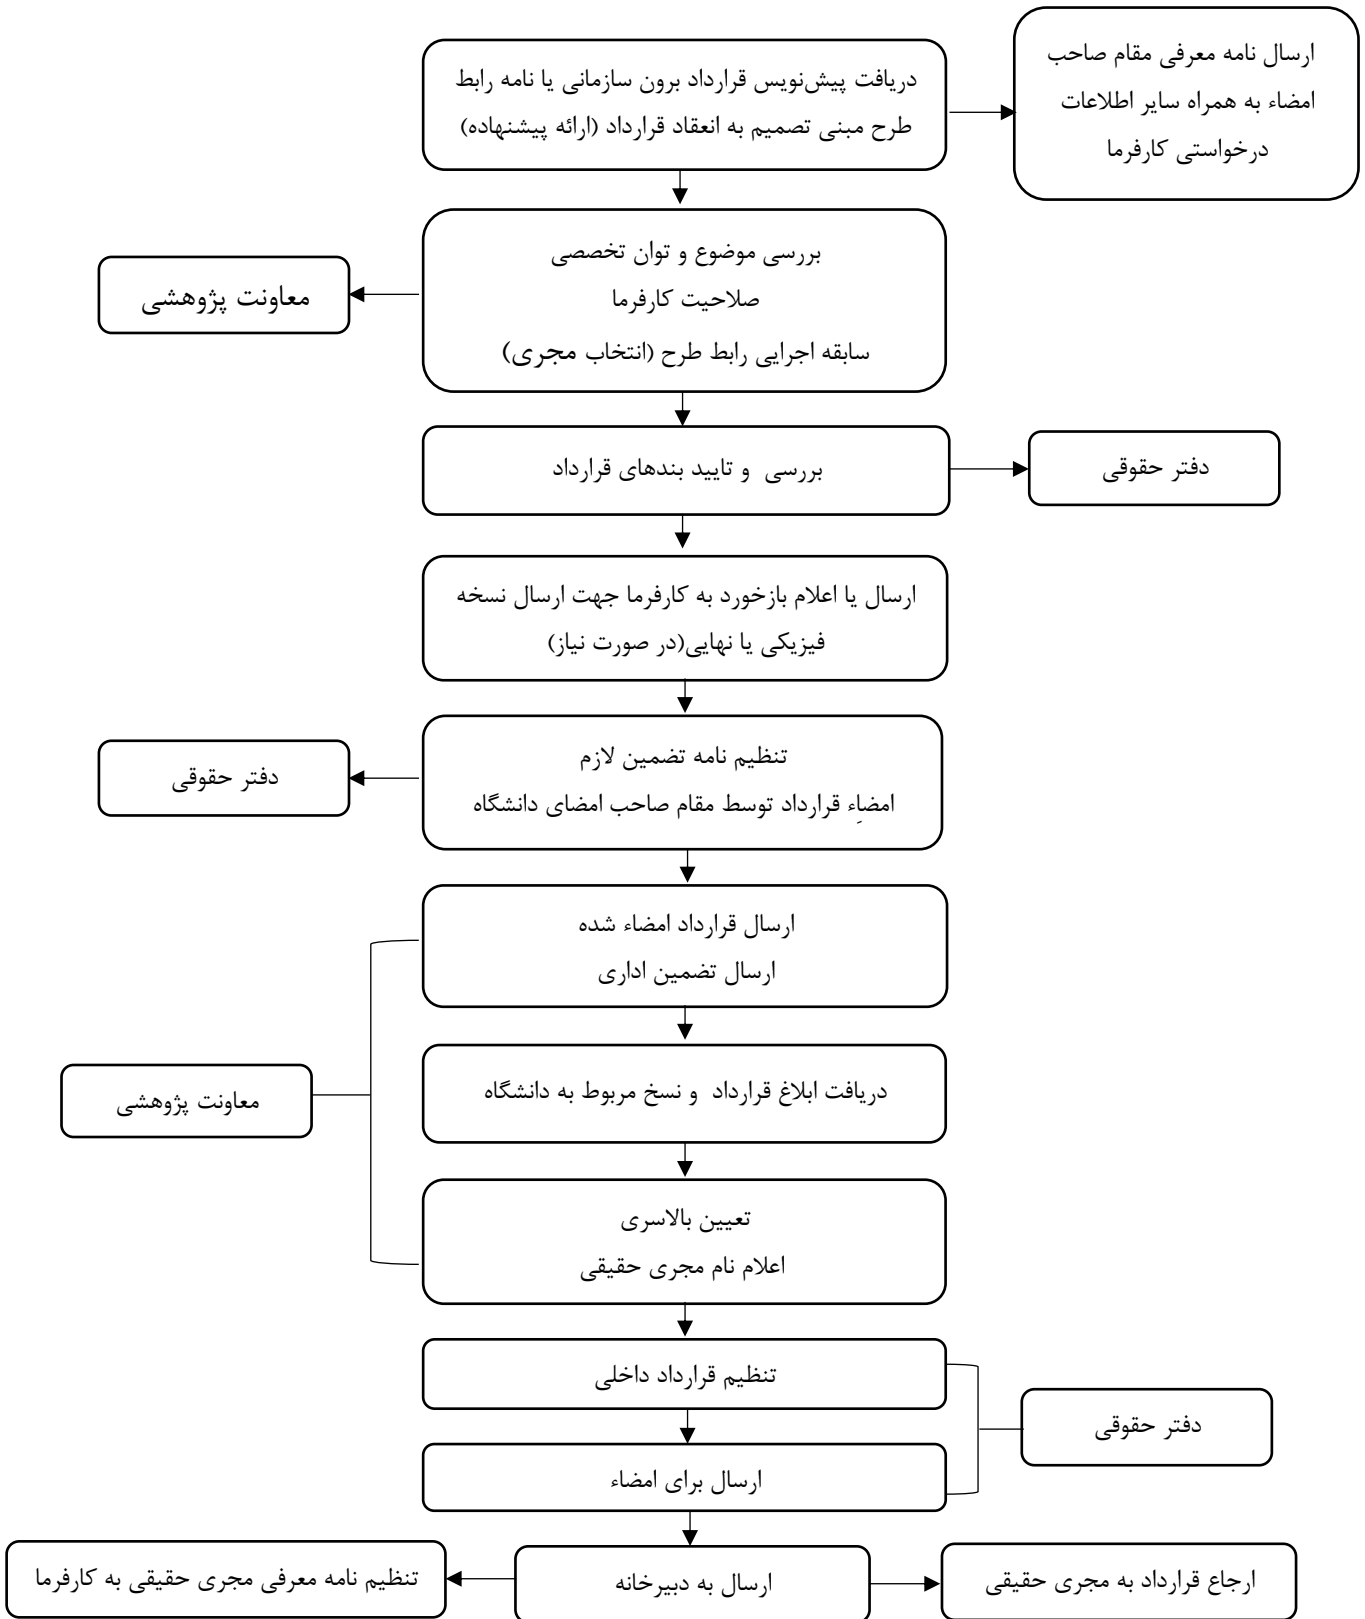 ارسال نامه معرفی مقام صاحب
امضاء به همراه سایر اطلاعات
درخواستی کارفرما
دریافت پیش‌نویس قرارداد برون سازمانی یا نامه رابط
طرح مبنی تصمیم به انعقاد قرارداد (ارائه پیشنهاده)
بررسی موضوع و توان تخصصی
صلاحیت کارفرما
سابقه اجرایی رابط طرح (انتخاب مجری)
معاونت پژوهشی
دفتر حقوقی
بررسی و تایید بندهای قرارداد
ارسال یا اعلام بازخورد به کارفرما جهت ارسال نسخه
فیزیکی یا نهایی(در صورت نیاز)
تنظیم نامه تضمین لازم
امضاِء قرارداد توسط مقام صاحب امضای دانشگاه
دفتر حقوقی
ارسال قرارداد امضاء شده
ارسال تضمین اداری
دریافت ابلاغ قرارداد و نسخ مربوط به دانشگاه
معاونت پژوهشی
تعیین بالاسری
اعلام نام مجری حقیقی
تنظیم قرارداد داخلی
دفتر حقوقی
ارسال برای امضاء
ارجاع قرارداد به مجری حقیقی
ارسال به دبیرخانه
تنظیم نامه معرفی مجری حقیقی به کارفرما